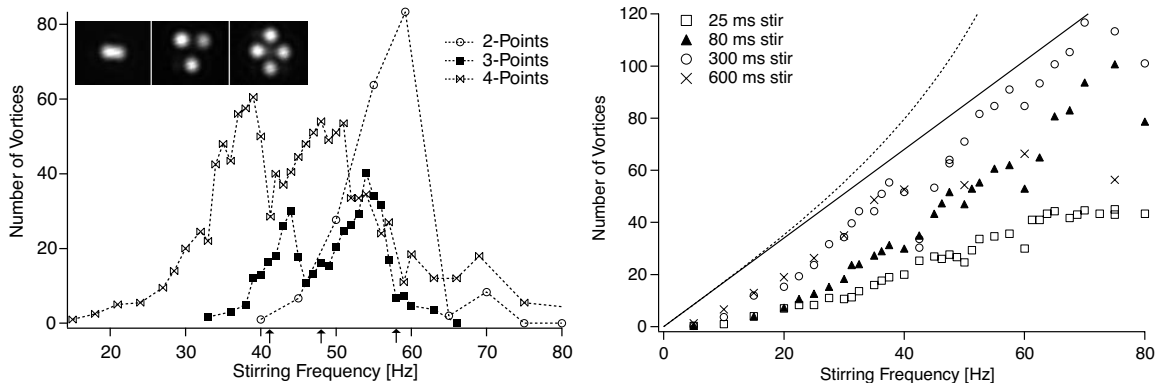 80
60
40
20
0
Number of Vortices
2-Points
3-Points
4-Points
20
30
40
50
60
70
80
Stirring Frequency [Hz]
120
100
80
60
40
20
0
Number of Vortices
25 ms stir
80 ms stir
300 ms stir
600 ms stir
0
20
40
60
80
Stirring Frequency [Hz]